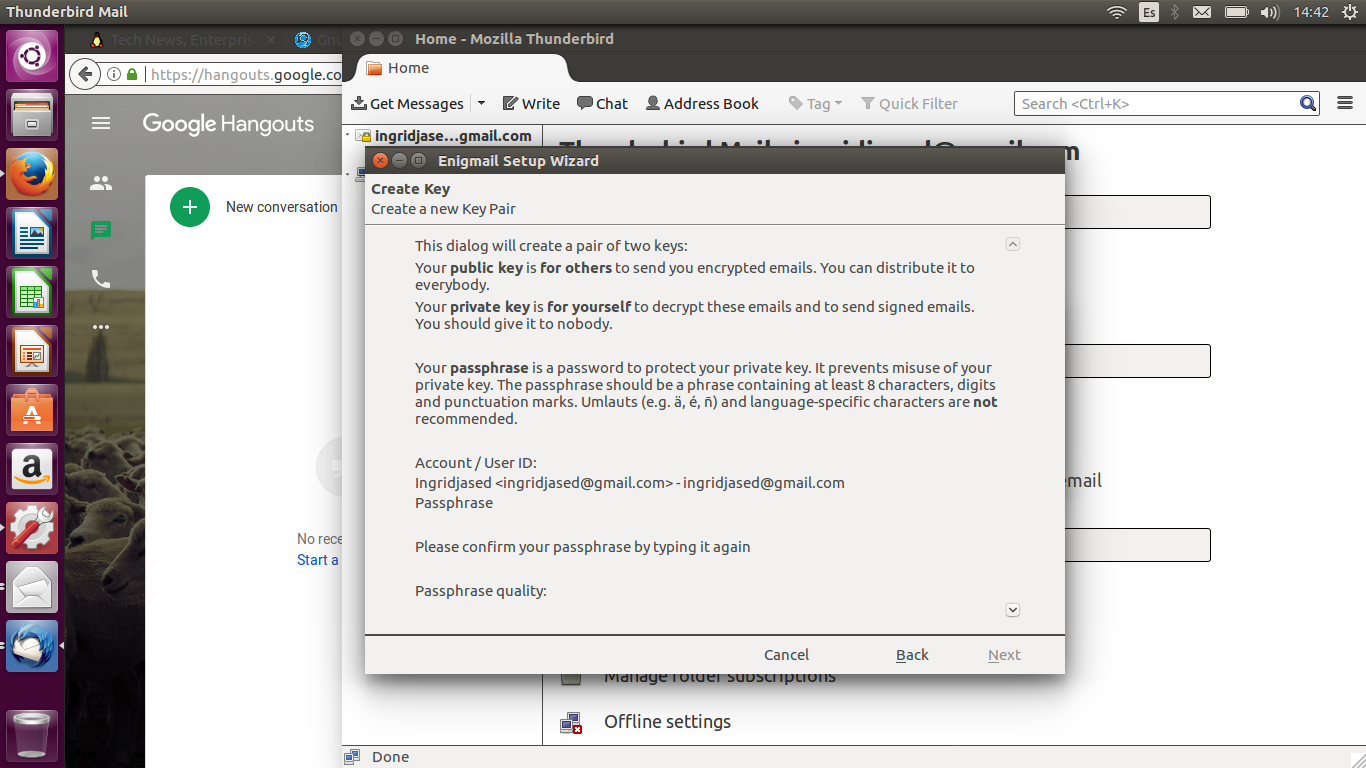 Thunderbird Mail
Es
14:42
Tech News, Enterpris
Gnu
Home - Mozilla Thunderbird
https://hangouts.google.co
Home
Get Messages
Write
Chat
Address Book
Tag
Quick Filter
Search <Ctrl+K>
Google Hangouts
ingridjase...gmail.com
New conversation
No rece
Start a
Enigmail Setup Wizard
Create Key
Create a new Key Pair
This dialog will create a pair of two keys:
Your public key is for others to send you encrypted emails. You can distribute it to
everybody.
Your private key is for yourself to decrypt these emails and to send signed emails.
You should give it to nobody.
Your passphrase is a password to protect your private key. It prevents misuse of your
private key. The passphrase should be a phrase containing at least 8 characters, digits
and punctuation marks. Umlauts (e.g. ä, é, ñ) and language-specific characters are not
recommended.
Account / User ID:
Ingridjased <ingridjased@gmail.com> - ingridjased@gmail.com
Passphrase
Please confirm your passphrase by typing it again
Passphrase quality:
Cancel
Back
Next
email
Manage folder subscriptions
Offline settings
Done